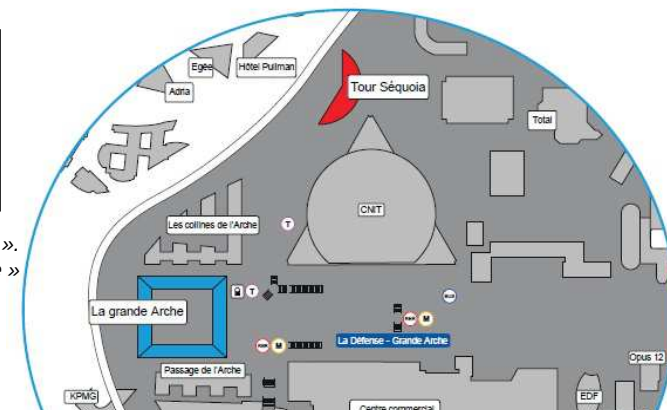 Egée
Hôtel Pullman
Adria
Tour Séquoia
Total
CNIT
Les collines de l'Arche
T
».
»
T
La grande Arche
M
La Défense - Grande Arche
M
Opus 12
Passage de l'Arche
KPMG
EDF
Centre commercial